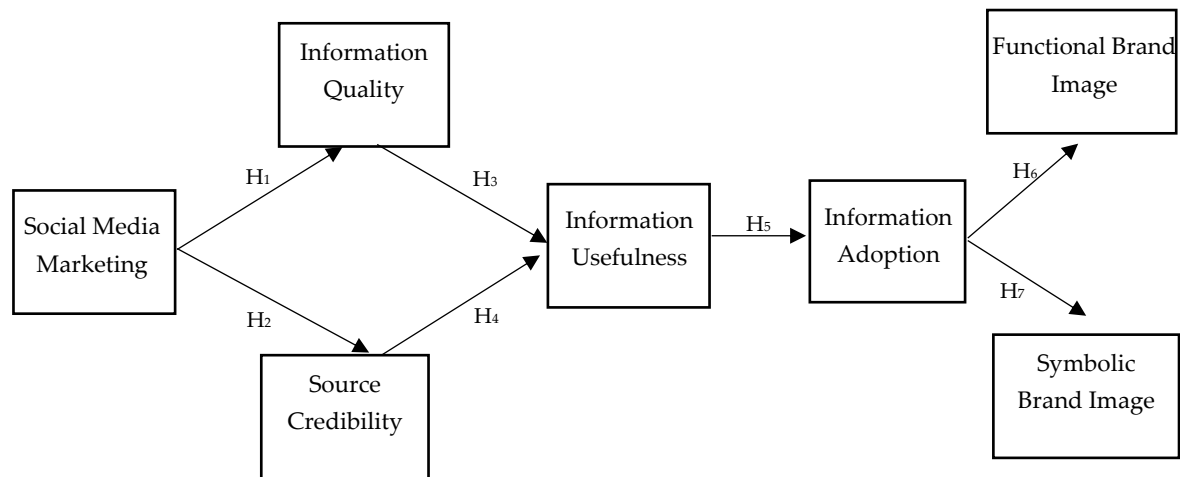 Information
Quality
Functional Brand
Image
H1
H3
H6
Social Media
Marketing
Information
Usefulness
H5
Information
Adoption
H2
H4
H7
Source
Credibility
Symbolic
Brand Image